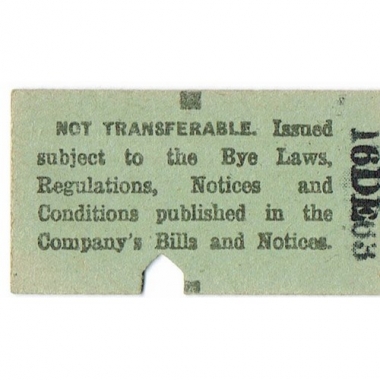 NOT TRANSFERABLE. Issued
subject to the Bye Laws,
Regulations, Notices and
Conditions published in the
Company's Bills and Notices.
16DE63